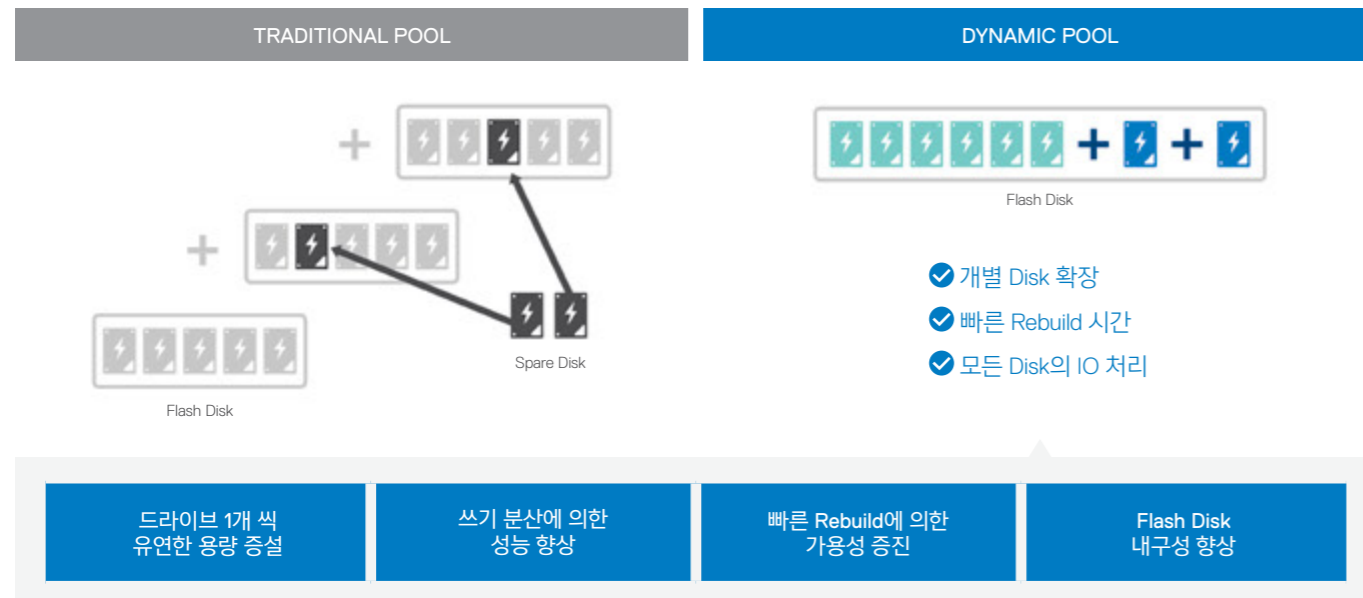 TRADITIONAL POOL
DYNAMIC POOL
Spare Disk
Flash Disk
Flash Disk
개별 Disk 확장
빠른 Rebuild 시간
모든 Disk의 IO 처리
드라이브 1개 씩
유연한 용량 증설
쓰기 분산에 의한
성능 향상
빠른 Rebuild에 의한
가용성 증진
Flash Disk
내구성 향상